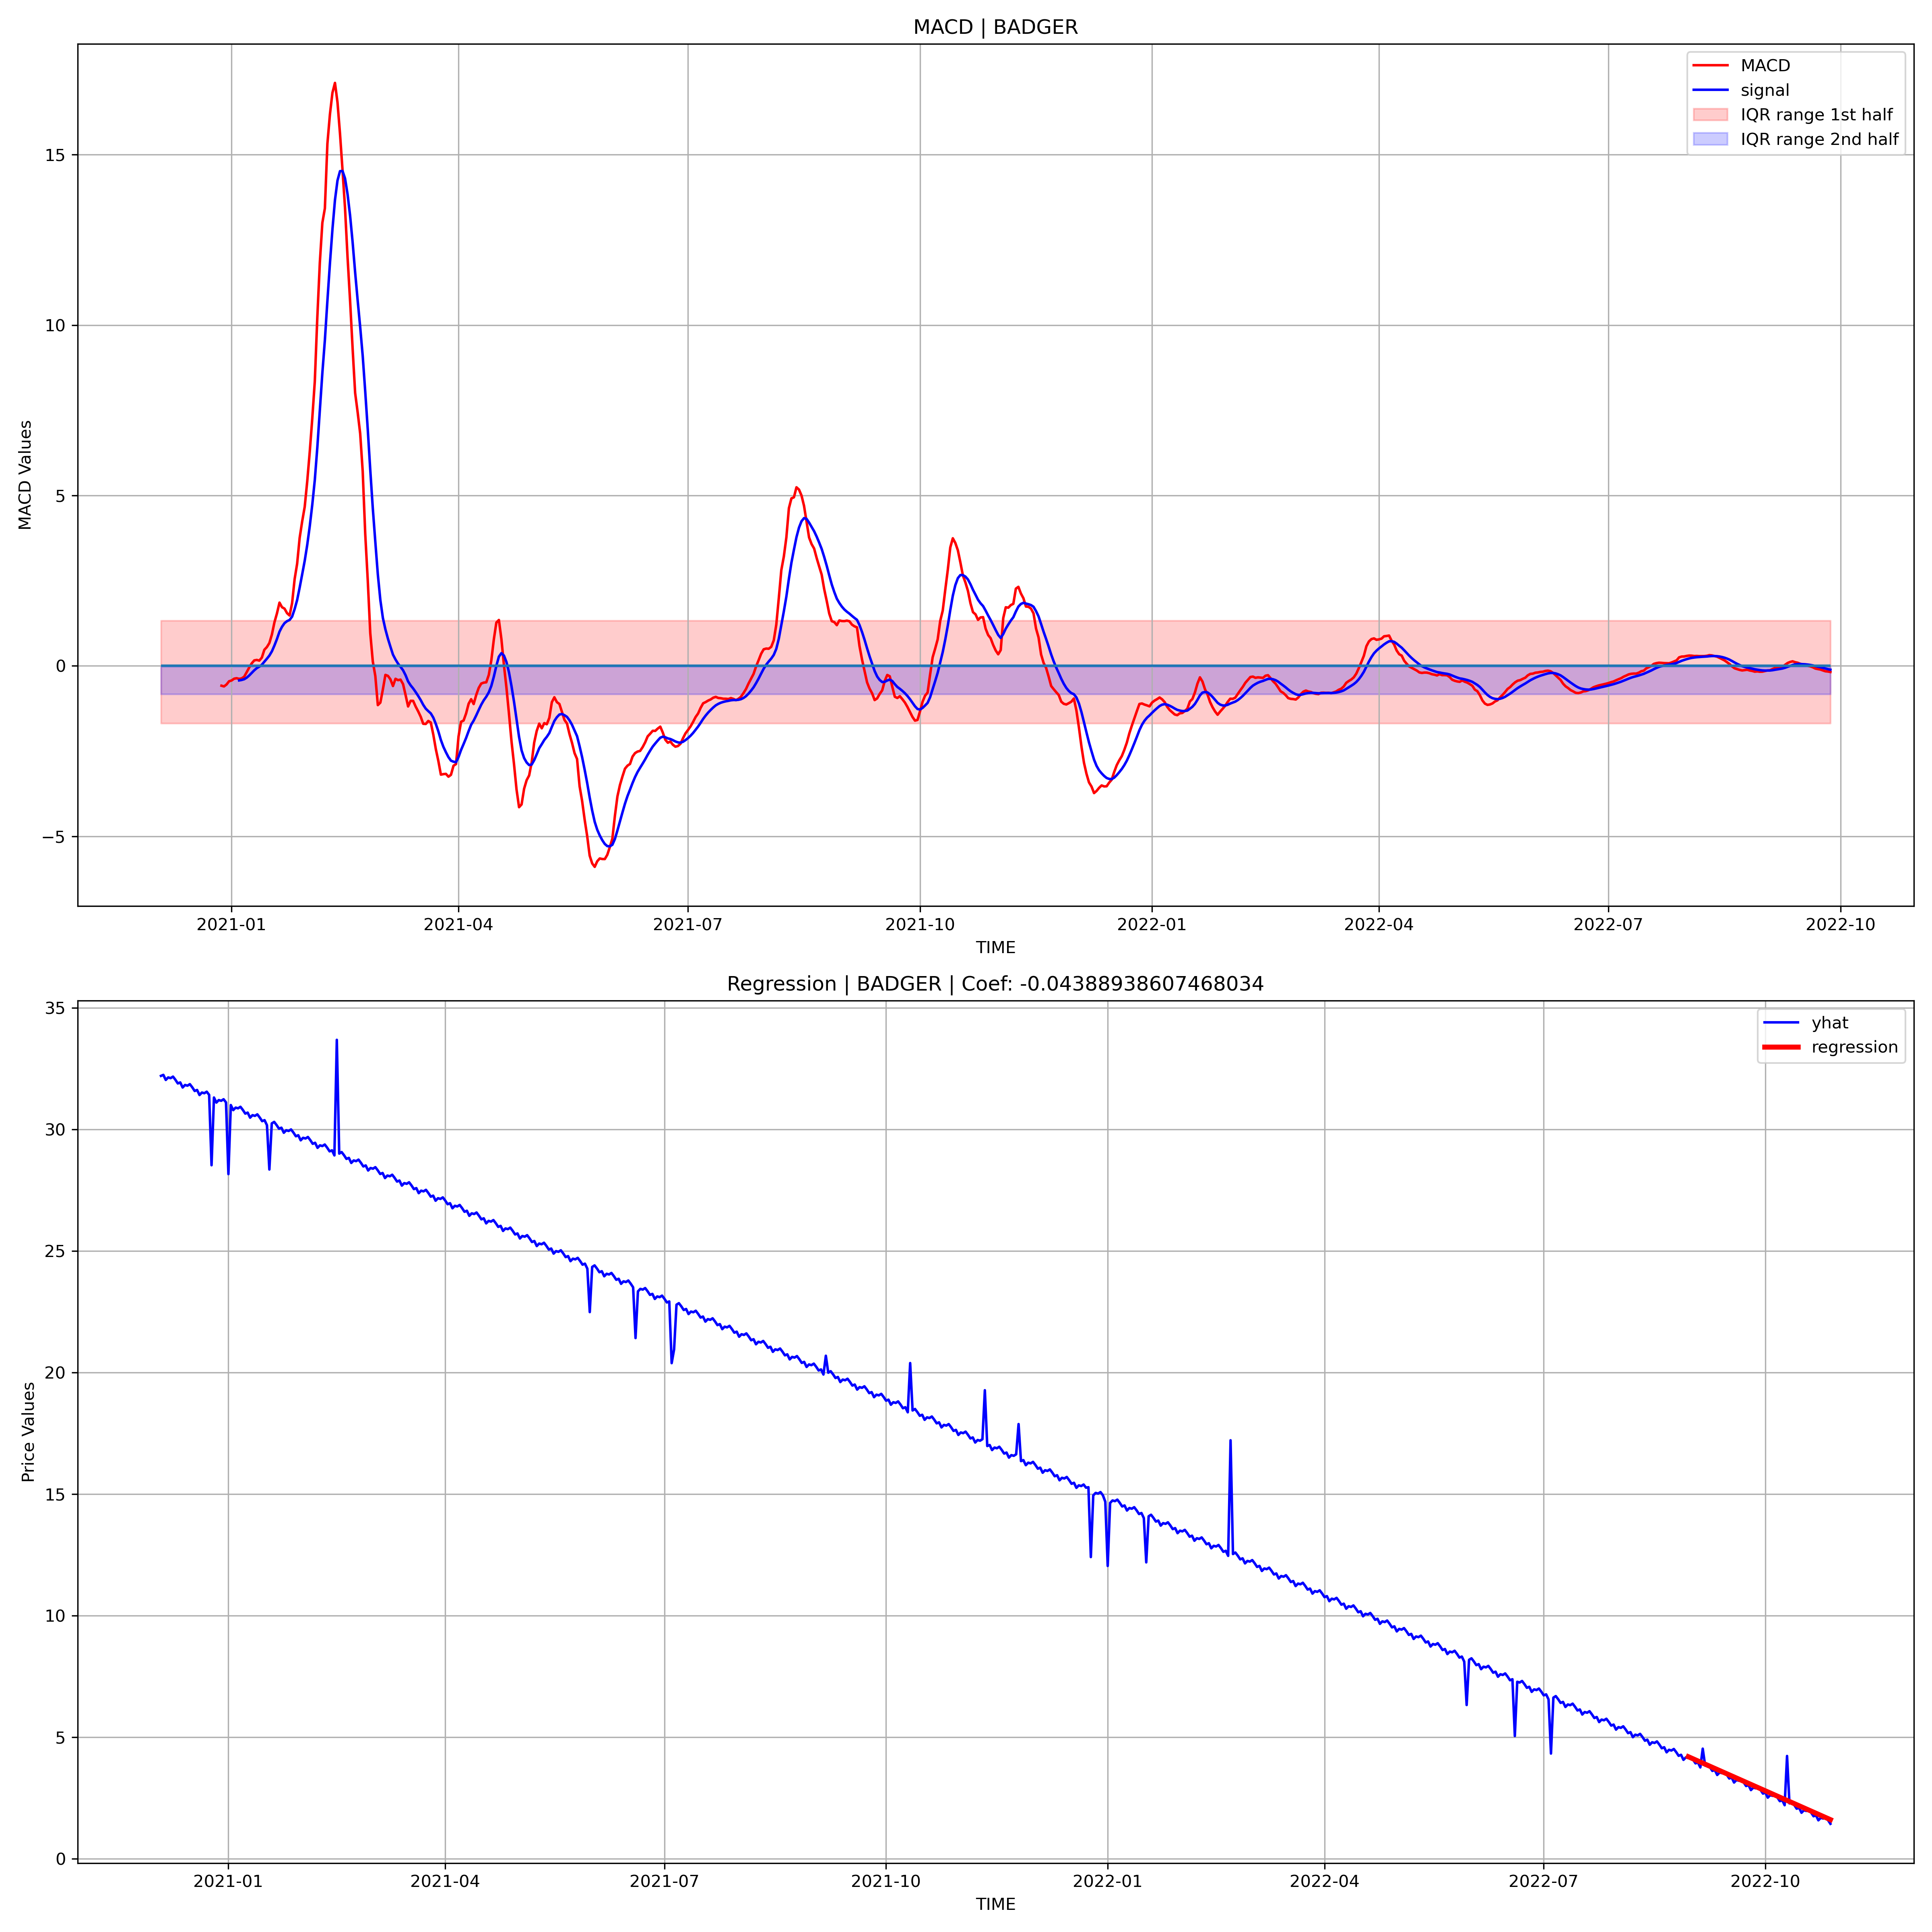 MACD | BADGER
MACD
signal
IQR range 1st half
IQR range 2nd half
MACD Values
15
10
5
0
−5
2021-01
2021-04
2021-07
2021-10
2022-01
2022-04
2022-07
2022-10
TIME
Regression | BADGER | Coef: -0.04388938607468034
yhat
regression
Price Values
35
30
25
20
15
10
5
0
2021-01
2021-04
2021-07
2021-10
2022-01
2022-04
2022-07
2022-10
TIME